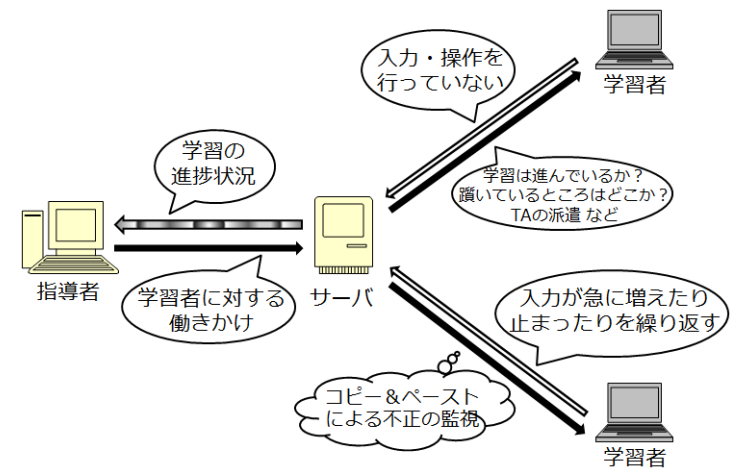 入力・操作を
行っていない
学習者
学習の
進捗状況
学習は進んでいるか？
躓いているところはどこか？
TAの派遣 など
指導者
学習者に対する
働きかけ
サーバ
入力が急に増えたり
止まったりを繰り返す
コピー＆ペースト
による不正の監視
学習者